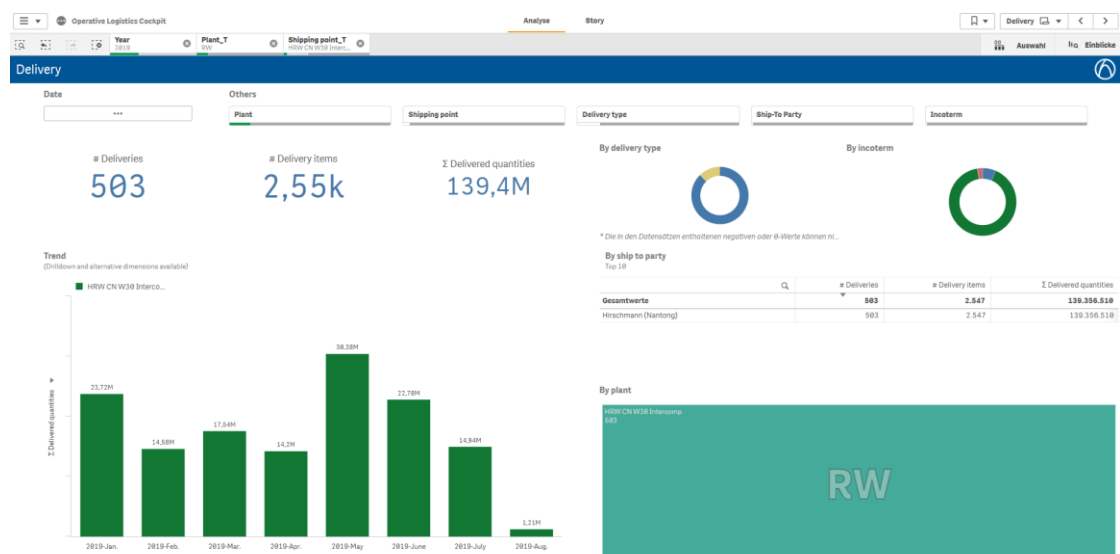 Operative Logistics Cockpit
Analyse
Story
Delivery
Year
2019
Plant_T
RW
Shipping point_T
HRW CN W30 Interc...
Auswahl
Einblicke
Delivery
Date
Others
...
Plant
Shipping point
Delivery type
Ship-To Party
Incoterm
# Deliveries
503
# Delivery items
2,55k
Σ Delivered quantities
139,4M
By delivery type
By incoterm
* Die in den Datensätzen enthaltenen negativen oder 0-Werte können ni...
Trend
(Drilldown and alternative dimensions available)
HRW CN W30 Interco...
Σ Delivered quantities
23,72M
14,58M
17,54M
14,2M
30,38M
22,78M
14,94M
1,21M
2019-Jan.
2019-Feb.
2019-Mar.
2019-Apr.
2019-May
2019-June
2019-July
2019-Aug.
By ship to party
Top 10
# Deliveries
# Delivery items
Σ Delivered quantities
Gesamtwerte 503 2.547 139.356.510
Hirschmann (Nantong) 503 2.547 139.356.510
By plant
HRW CN W30 Intercomp
503
RW